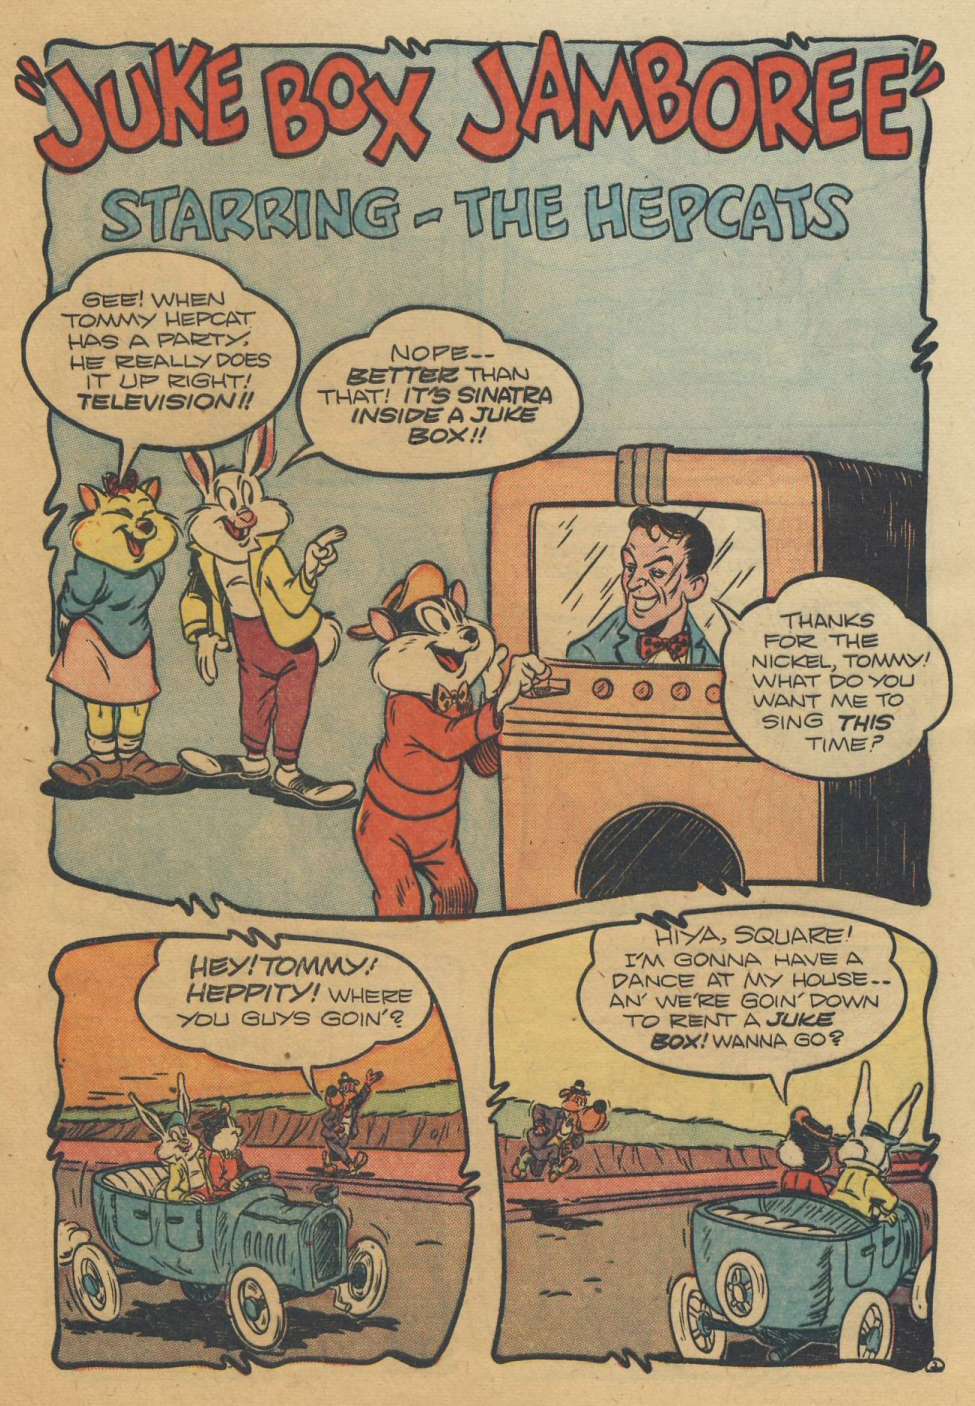 "JUKE BOX JAMBOREE"
STARRING - THE HEPCATS
GEE! WHEN
TOMMY HEPCAT
HAS A PARTY,
HE REALLY DOES
IT UP RIGHT!
TELEVISION!!
NOPE--
BETTER THAN
THAT! IT'S SINATRA
INSIDE A JUKE
BOX!!
THANKS
FOR THE
NICKEL, TOMMY!
WHAT DO YOU
WANT ME TO
SING THIS
TIME?
HEY! TOMMY!
HEPPITY! WHERE
YOU GUYS GOIN'?
HIYA, SQUARE!
I'M GONNA HAVE A
DANCE AT MY HOUSE--
AN' WE'RE GOIN' DOWN
TO RENT A JUKE
BOX! WANNA GO?